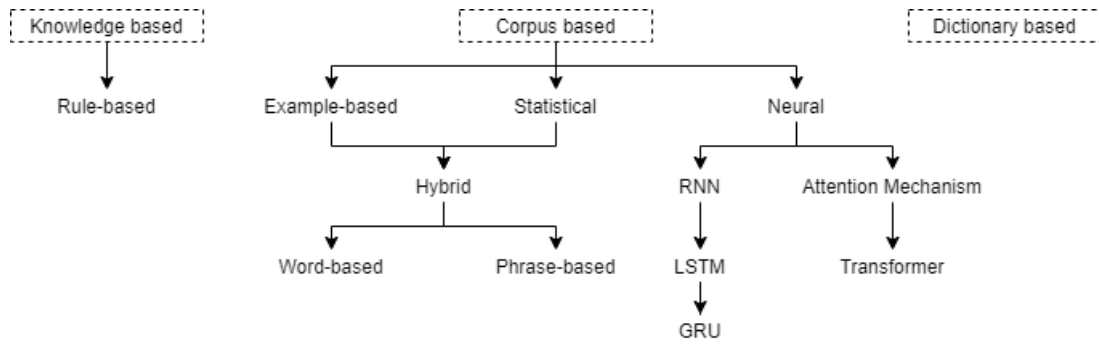 Knowledge based
Corpus based
Dictionary based
Rule-based
Example-based
Statistical
Neural
Hybrid
RNN
Attention Mechanism
Word-based
Phrase-based
LSTM
Transformer
GRU